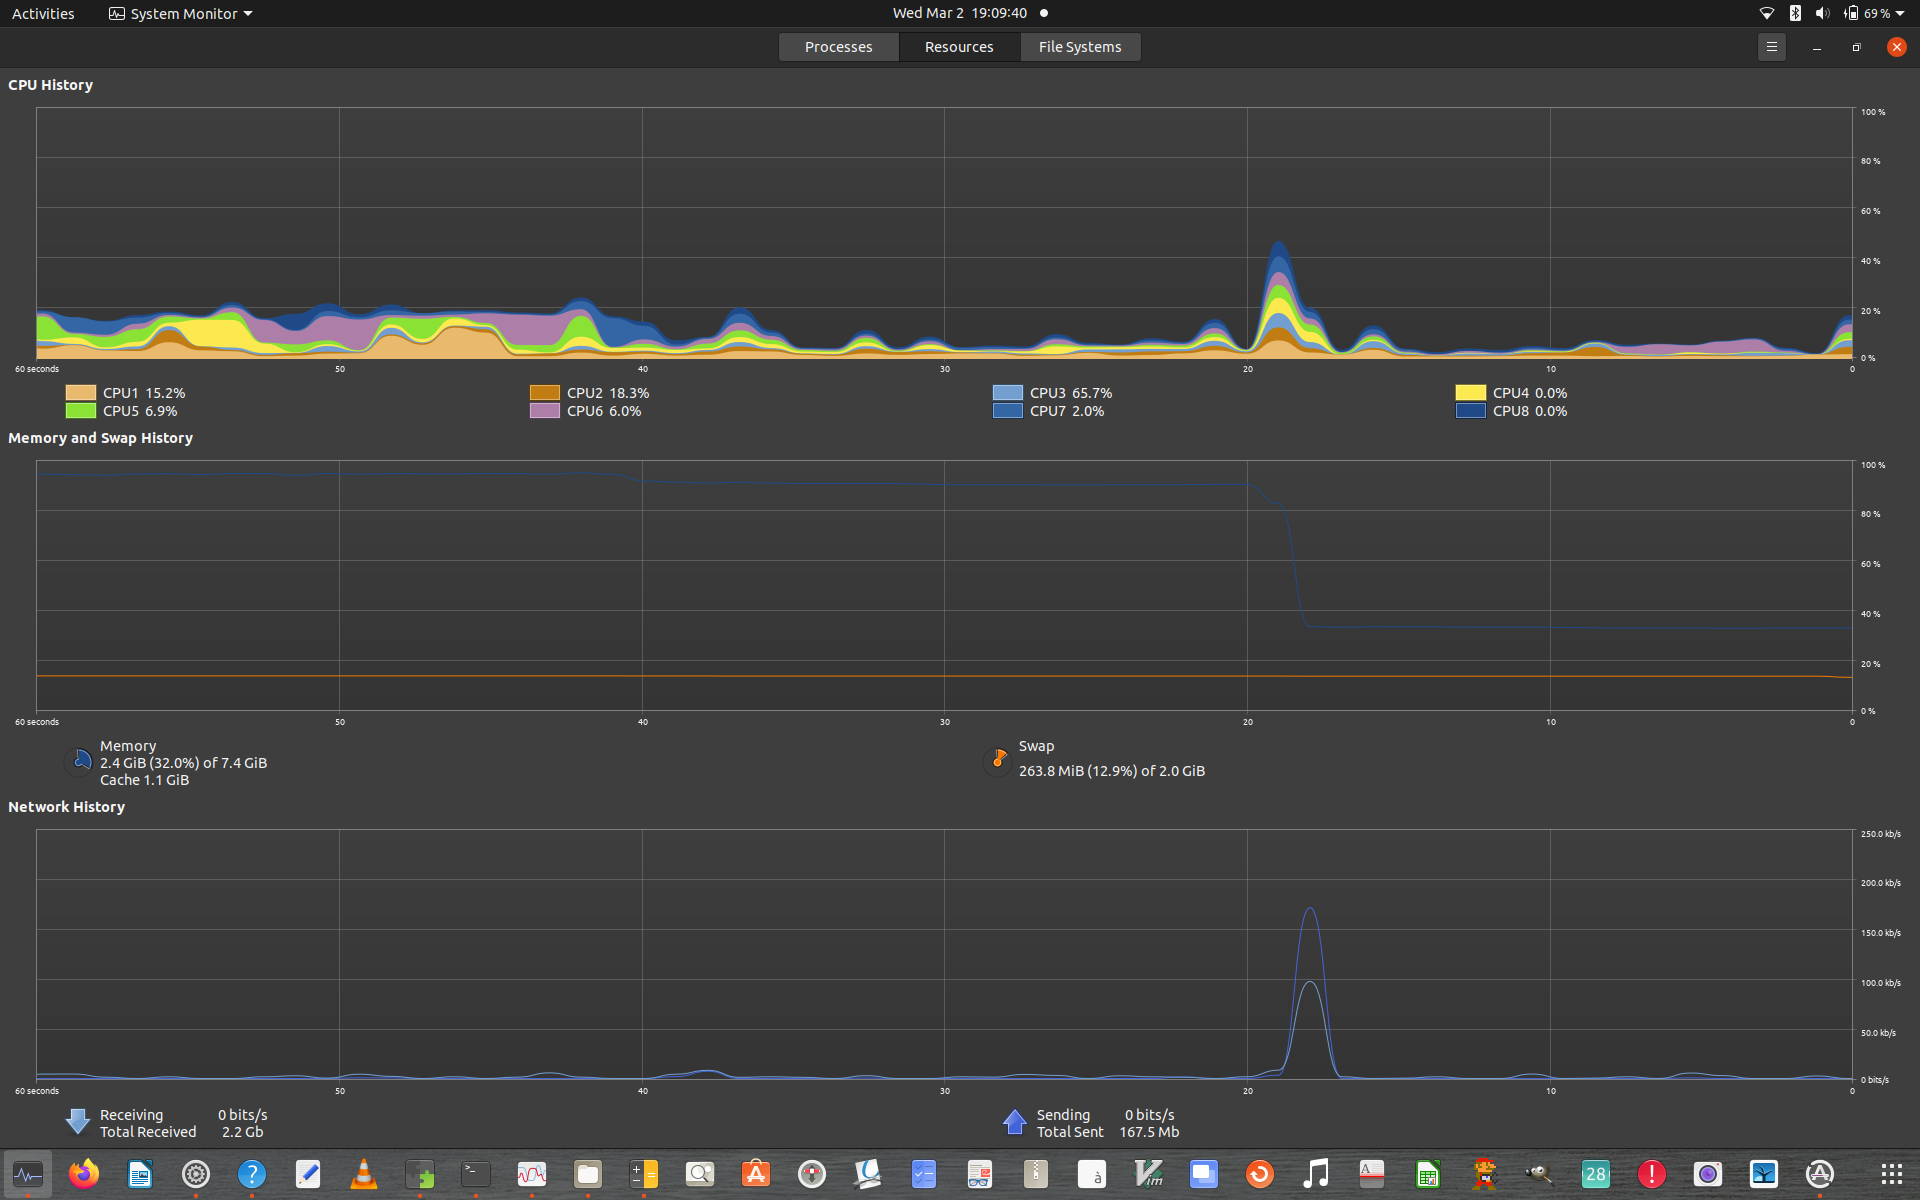 Activities System Monitor Wed Mar 2 19:09:40 69 %
Processes Resources File Systems
CPU History
100 %
80 %
60 %
40 %
20 %
0 %
60 seconds 50 40 30 20 10 0
CPU1 15.2% CPU2 18.3% CPU3 65.7% CPU4 0.0%
CPU5 6.9% CPU6 6.0% CPU7 2.0% CPU8 0.0%
Memory and Swap History
100 %
80 %
60 %
40 %
20 %
0 %
60 seconds 50 40 30 20 10 0
Memory
2.4 GiB (32.0%) of 7.4 GiB
Cache 1.1 GiB
Swap
263.8 MiB (12.9%) of 2.0 GiB
Network History
250.0 kb/s
200.0 kb/s
150.0 kb/s
100.0 kb/s
50.0 kb/s
0 bits/s
60 seconds 50 40 30 20 10 0
Receiving 0 bits/s
Total Received 2.2 Gb
Sending 0 bits/s
Total Sent 167.5 Mb
? >_ à Vim A 28 !